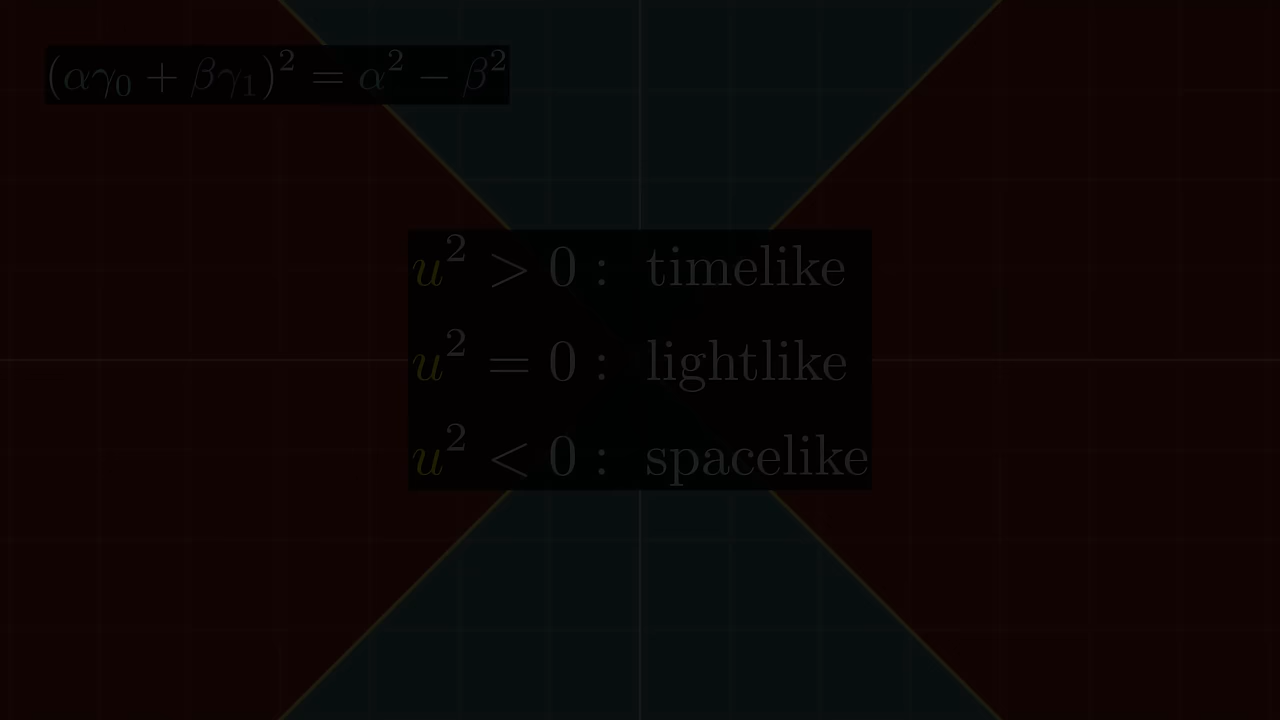 (αγ₀ + βγ₁)² = α² − β²
u² > 0 : timelike
u² = 0 : lightlike
u² < 0 : spacelike